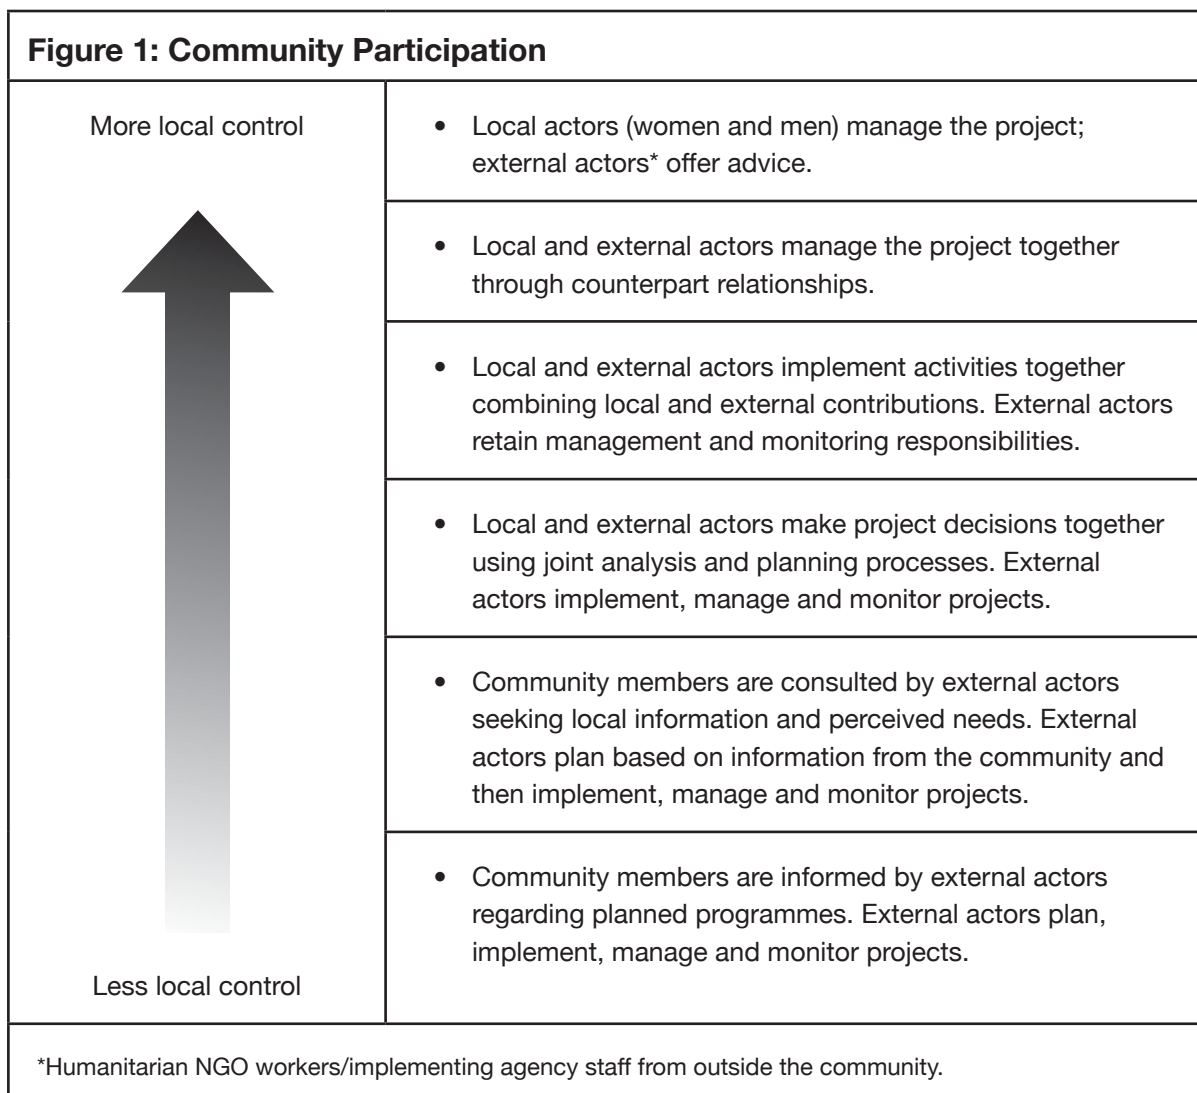 Figure 1: Community Participation
More local control
• Local actors (women and men) manage the project;
external actors* offer advice.
• Local and external actors manage the project together
through counterpart relationships.
• Local and external actors implement activities together
combining local and external contributions. External actors
retain management and monitoring responsibilities.
• Local and external actors make project decisions together
using joint analysis and planning processes. External
actors implement, manage and monitor projects.
• Community members are consulted by external actors
seeking local information and perceived needs. External
actors plan based on information from the community and
then implement, manage and monitor projects.
• Community members are informed by external actors
regarding planned programmes. External actors plan,
implement, manage and monitor projects.
Less local control
*Humanitarian NGO workers/implementing agency staff from outside the community.